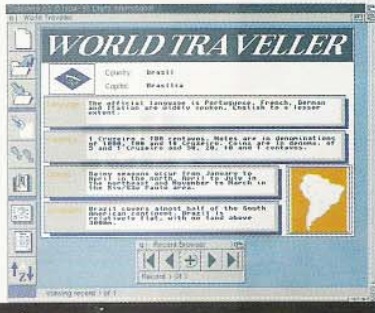 World Traveller
WORLD TRAVELLER
Country: Brazil
Capital: Brasilia
The official language is Portuguese, French, German
and Italian are widely spoken, English to a lesser
extent.
1 Cruzeiro = 100 centavos. Notes are in denominations
of 1000, 100 and 10 Cruzeiro. Coins are in denoms. of
5 and 1 Cruzeiro and 50, 20, 10 and 1 centavos.
Rainy seasons occur from January to
April in the north, April to July in
the northeast and November to March in
the Rio/Sao Paulo area.
Brazil covers almost half of the South
American continent. Brazil is
relatively flat, with no land above
3000m.
Record Browser
Record 1 Of 1
Viewing record 1 of 1